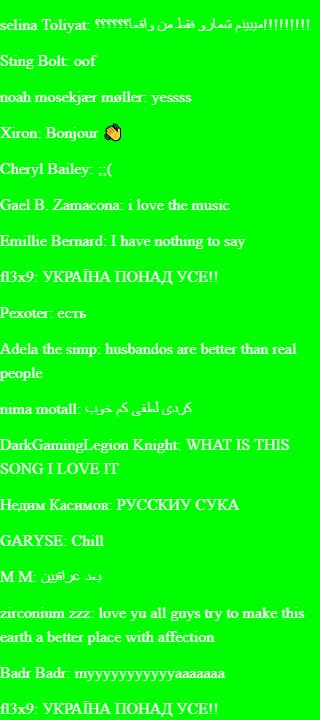 selina Toliyat: میبینم شمارو فقط من واقعا؟؟؟؟؟؟!!!!!!!!!
Sting Bolt: oof
noah mosekjær møller: yessss
Xiron: Bonjour 👋
Cheryl Bailey: ;;(
Gael B. Zamacona: i love the music
Emillie Bernard: I have nothing to say
fl3x9: УКРАЇНА ПОНАД УСЕ!!
Pexoter: есть
Adela the simp: husbandos are better than real
people
nima motall: کردی لطفی کم خوب
DarkGamingLegion Knight: WHAT IS THIS
SONG I LOVE IT
Недим Касимов: РУССКИУ СУКА
GARYSE: Chill
M M: بعد عراقيين
zirconium zzz: love yu all guys try to make this
earth a better place with affection
Badr Badr: myyyyyyyyyyyaaaaaaa
fl3x9: УКРАЇНА ПОНАД УСЕ!!